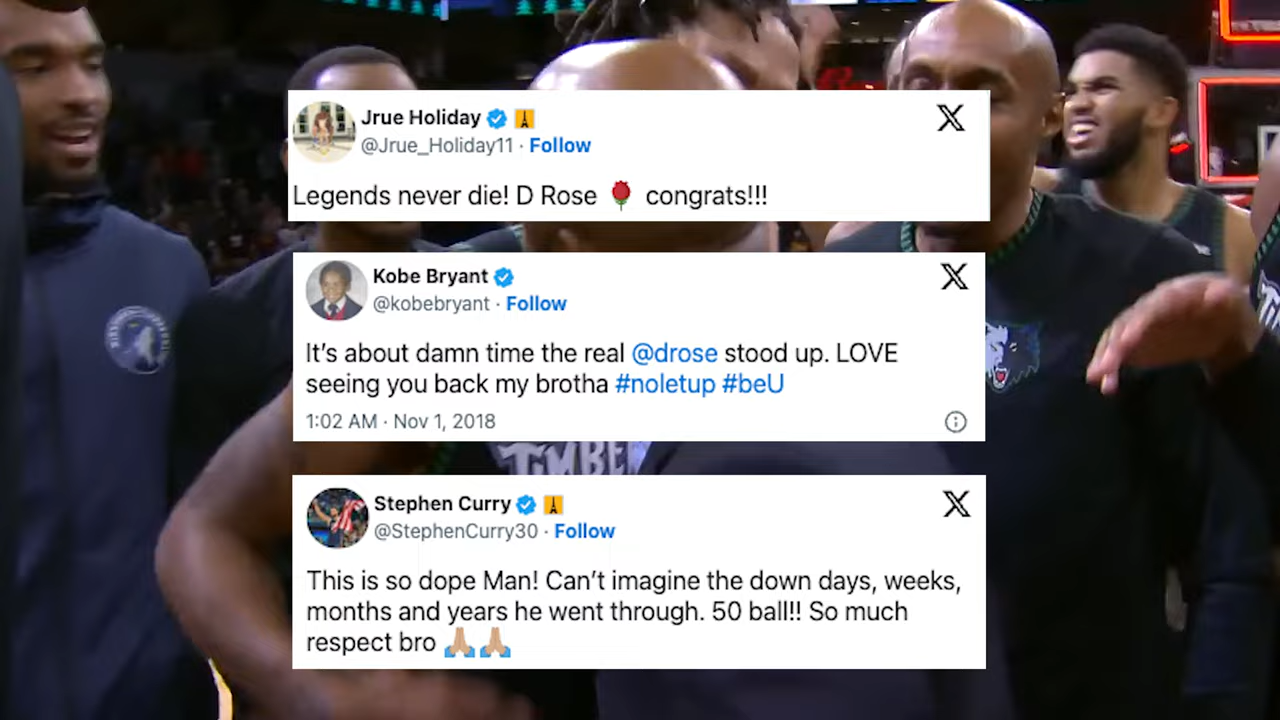 Jrue Holiday
@Jrue_Holiday11 · Follow
Legends never die! D Rose 🌹 congrats!!!
Kobe Bryant
@kobebryant · Follow
It's about damn time the real @drose stood up. LOVE
seeing you back my brotha #noletup #beU
1:02 AM · Nov 1, 2018
TIMBE
Stephen Curry
@StephenCurry30 · Follow
This is so dope Man! Can't imagine the down days, weeks,
months and years he went through. 50 ball!! So much
respect bro 🙏🏼🙏🏼